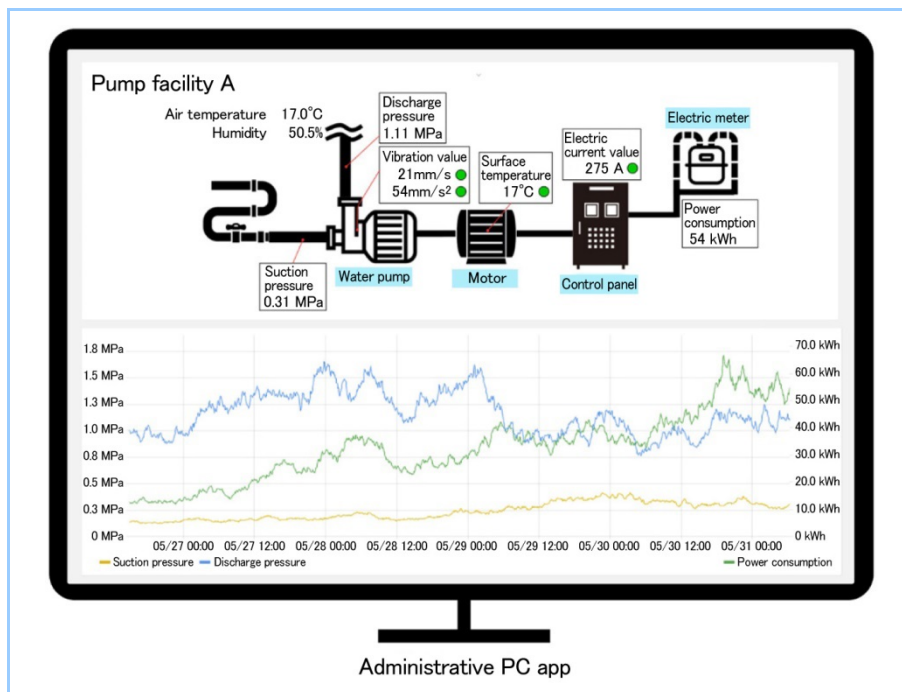 Pump facility A
Air temperature 17.0°C
Humidity 50.5%
Discharge
pressure
1.11 MPa
Vibration value
21mm/s
54mm/s2
Surface
temperature
17°C
Electric
current value
275 A
Electric meter
Power
consumption
54 kWh
Suction
pressure
0.31 MPa
Water pump
Motor
Control panel
1.8 MPa
1.5 MPa
1.3 MPa
1.0 MPa
0.8 MPa
0.5 MPa
0.3 MPa
0 MPa
70.0 kWh
60.0 kWh
50.0 kWh
40.0 kWh
30.0 kWh
20.0 kWh
10.0 kWh
0 kWh
05/27 00:00 05/27 12:00 05/28 00:00 05/28 12:00 05/29 00:00 05/29 12:00 05/30 00:00 05/30 12:00 05/31 00:00
Suction pressure Discharge pressure Power consumption
Administrative PC app